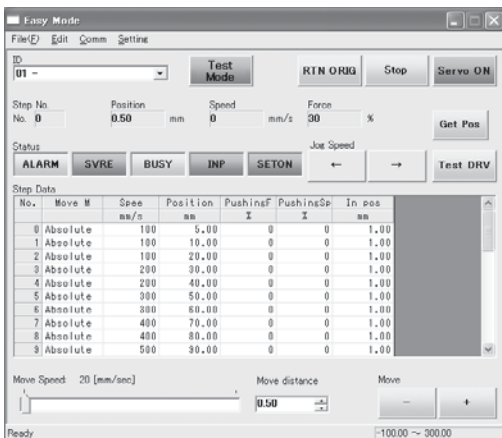 Easy Mode
File(F) Edit Comm Setting
ID
01 -
Test Mode
RTN ORIG
Stop
Servo ON
Step No. Position Speed Force
No. 0 0.50 mm 0 mm/s 30 %
Get Pos
Status
Jog Speed
ALARM SVRE BUSY INP SETON ← → Test DRV
Step Data
No. Move M Spee Position PushingF PushingSp In pos
mm/s mm % % mm
0 Absolute 100 5.00 0 0 1.00
1 Absolute 100 10.00 0 0 1.00
2 Absolute 100 20.00 0 0 1.00
3 Absolute 200 30.00 0 0 1.00
4 Absolute 200 40.00 0 0 1.00
5 Absolute 300 50.00 0 0 1.00
6 Absolute 300 60.00 0 0 1.00
7 Absolute 400 70.00 0 0 1.00
8 Absolute 400 80.00 0 0 1.00
9 Absolute 500 90.00 0 0 1.00
Move Speed: 20 [mm/sec] Move distance Move
0.50 - +
Ready -100.00 ~ 300.00